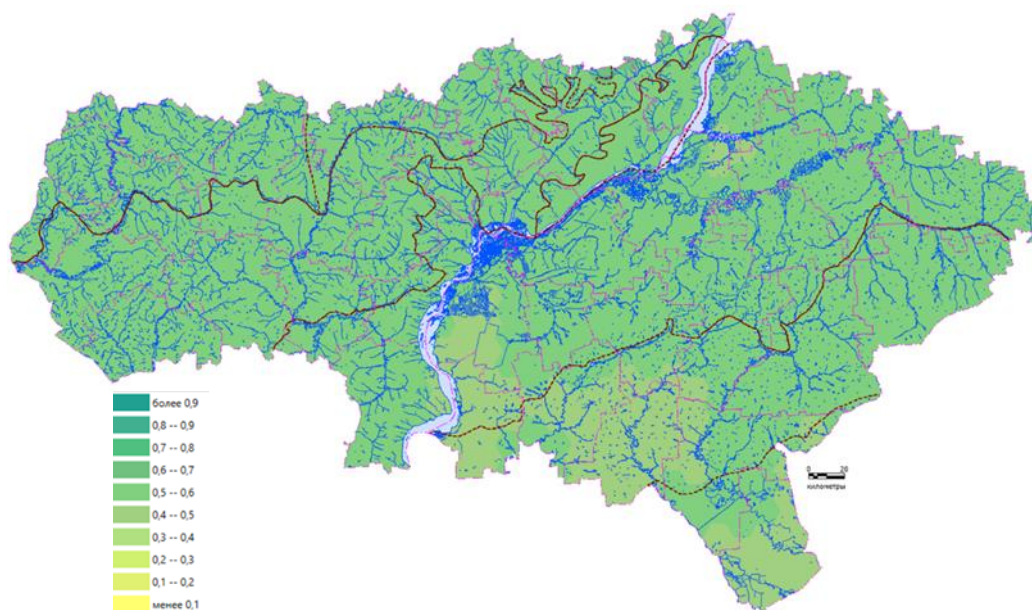 более 0,9
0,8 -- 0,9
0,7 -- 0,8
0,6 -- 0,7
0,5 -- 0,6
0,4 -- 0,5
0,3 -- 0,4
0,2 -- 0,3
0,1 -- 0,2
менее 0,1
0 20
километры